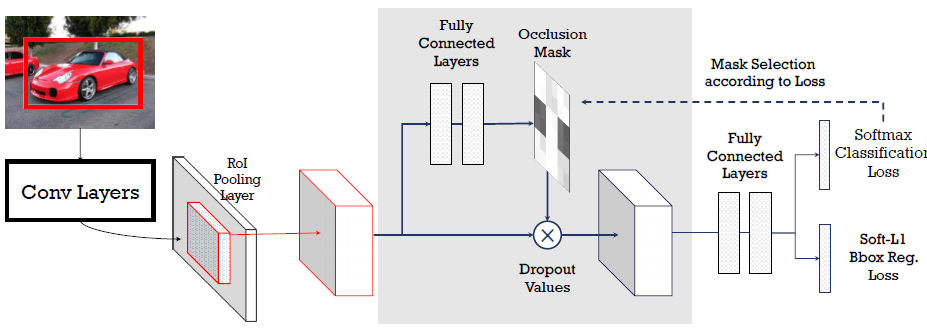 Conv Layers
RoI
Pooling
Layer
Fully
Connected
Layers
Occlusion
Mask
Dropout
Values
Mask Selection
according to Loss
Fully
Connected
Layers
Softmax
Classification
Loss
Soft-L1
Bbox Reg.
Loss